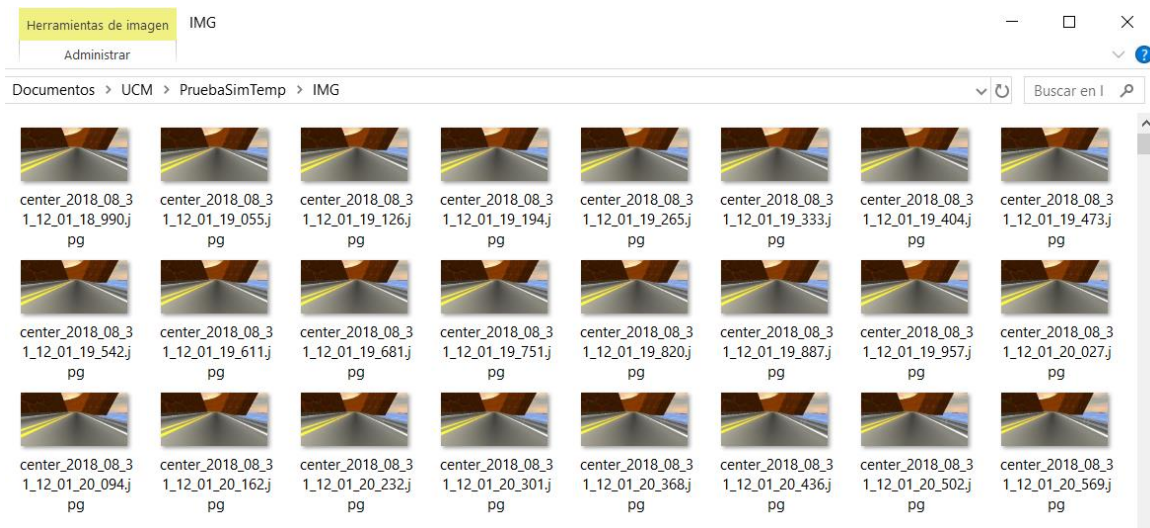 Herramientas de imagen IMG
Administrar
Documentos > UCM > PruebaSimTemp > IMG Buscar en I
center_2018_08_3 center_2018_08_3 center_2018_08_3 center_2018_08_3 center_2018_08_3 center_2018_08_3 center_2018_08_3 center_2018_08_3
1_12_01_18_990.j 1_12_01_19_055.j 1_12_01_19_126.j 1_12_01_19_194.j 1_12_01_19_265.j 1_12_01_19_333.j 1_12_01_19_404.j 1_12_01_19_473.j
pg pg pg pg pg pg pg pg
center_2018_08_3 center_2018_08_3 center_2018_08_3 center_2018_08_3 center_2018_08_3 center_2018_08_3 center_2018_08_3 center_2018_08_3
1_12_01_19_542.j 1_12_01_19_611.j 1_12_01_19_681.j 1_12_01_19_751.j 1_12_01_19_820.j 1_12_01_19_887.j 1_12_01_19_957.j 1_12_01_20_027.j
pg pg pg pg pg pg pg pg
center_2018_08_3 center_2018_08_3 center_2018_08_3 center_2018_08_3 center_2018_08_3 center_2018_08_3 center_2018_08_3 center_2018_08_3
1_12_01_20_094.j 1_12_01_20_162.j 1_12_01_20_232.j 1_12_01_20_301.j 1_12_01_20_368.j 1_12_01_20_436.j 1_12_01_20_502.j 1_12_01_20_569.j
pg pg pg pg pg pg pg pg